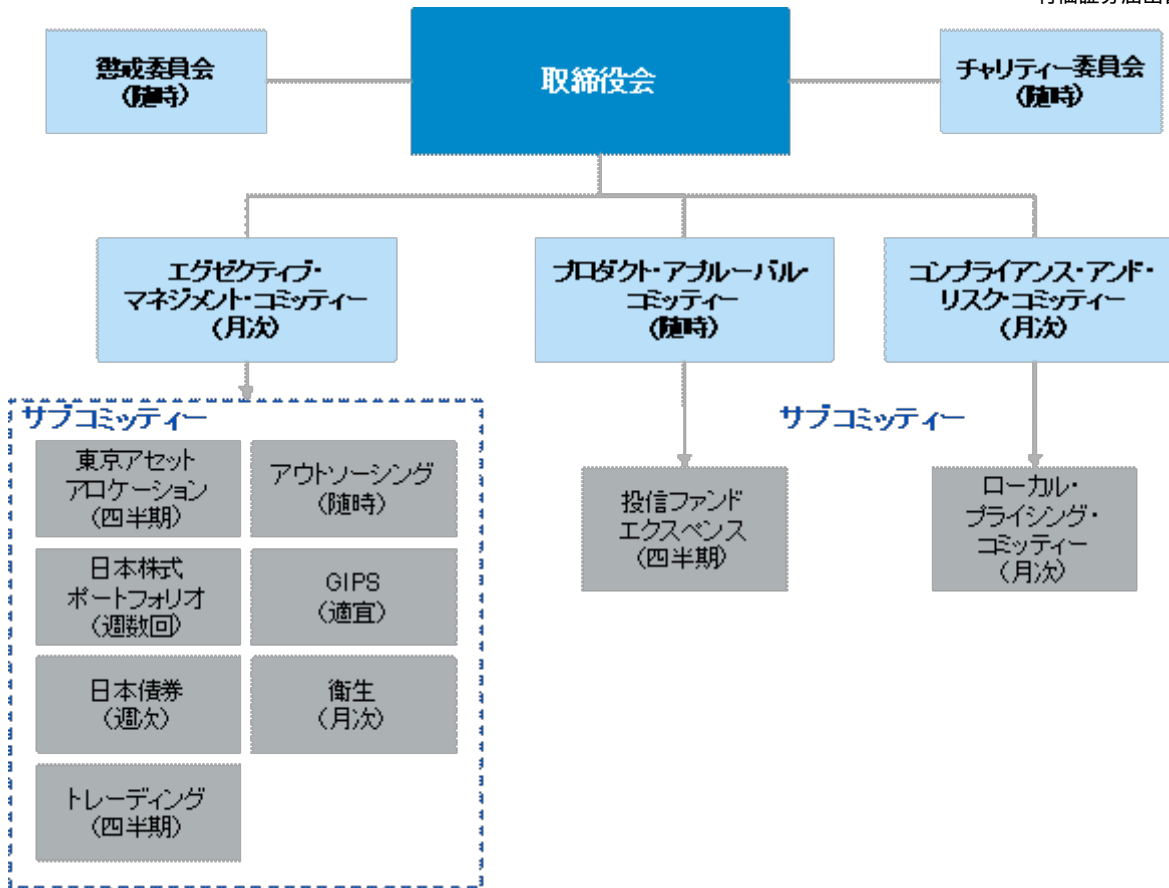 懲戒委員会
(随時)
取締役会
チャリティー委員会
(随時)
エグゼクティブ・
マネジメント・コミッティー
(月次)
プロダクト・アプルーバル・
コミッティー
(随時)
コンプライアンス・アンド・
リスク・コミッティー
(月次)
サブコミッティー
東京アセット
アロケーション
(四半期)
アウトソーシング
(随時)
日本株式
ポートフォリオ
(週数回)
GIPS
(適宜)
日本債券
(週次)
衛生
(月次)
トレーディング
(四半期)
サブコミッティー
投信ファンド
エクスペンス
(四半期)
ローカル・
プライシング・
コミッティー
(月次)